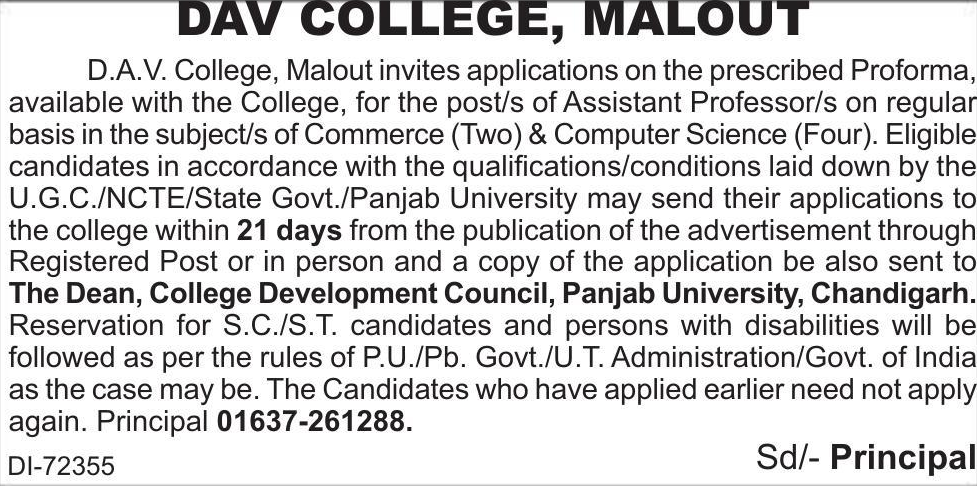 DAV COLLEGE, MALOUT
D.A.V. College, Malout invites applications on the prescribed Proforma,
available with the College, for the post/s of Assistant Professor/s on regular
basis in the subject/s of Commerce (Two) & Computer Science (Four). Eligible
candidates in accordance with the qualifications/conditions laid down by the
U.G.C./NCTE/State Govt./Panjab University may send their applications to
the college within 21 days from the publication of the advertisement through
Registered Post or in person and a copy of the application be also sent to
The Dean, College Development Council, Panjab University, Chandigarh.
Reservation for S.C./S.T. candidates and persons with disabilities will be
followed as per the rules of P.U./Pb. Govt./U.T. Administration/Govt. of India
as the case may be. The Candidates who have applied earlier need not apply
again. Principal 01637-261288.
DI-72355
Sd/- Principal